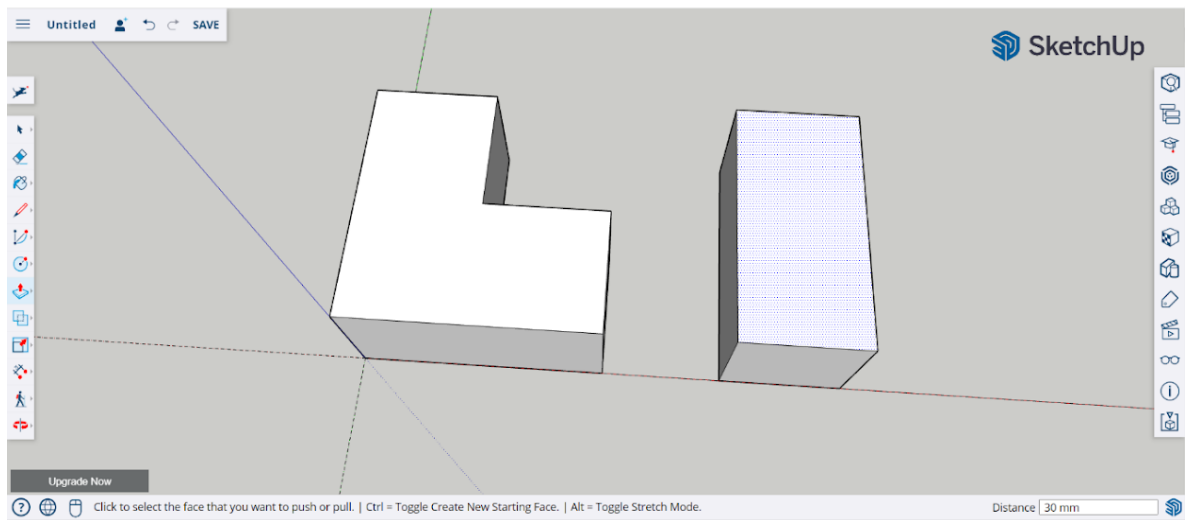 Untitled SAVE
SketchUp
Upgrade Now
Click to select the face that you want to push or pull. | Ctrl = Toggle Create New Starting Face. | Alt = Toggle Stretch Mode. Distance 30 mm